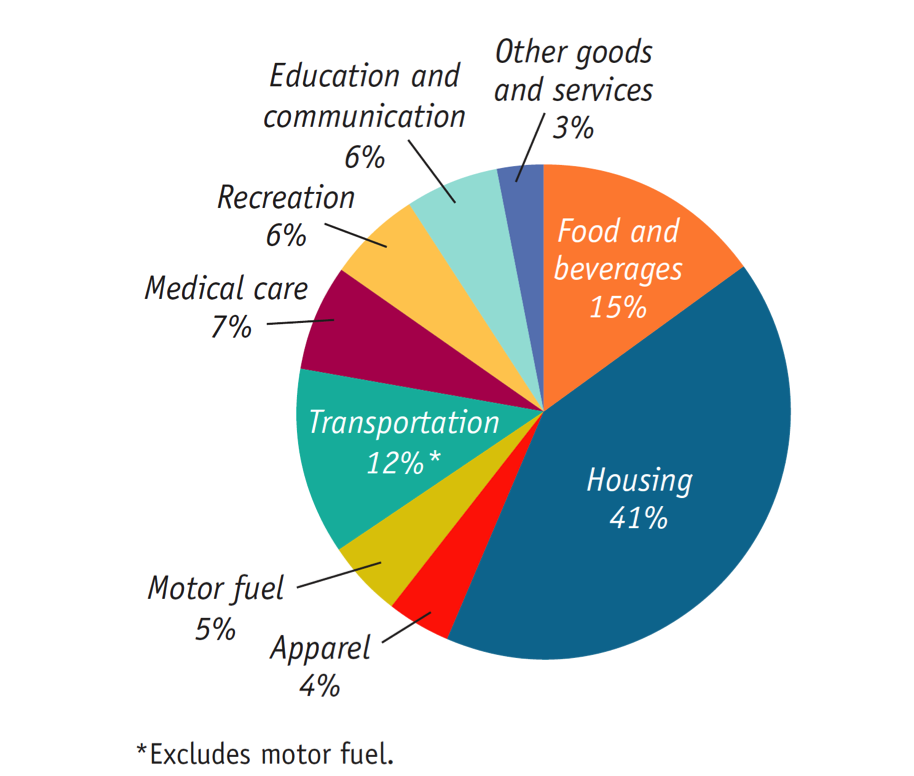 Other goods
and services
3%
Education and
communication
6%
Recreation
6%
Medical care
7%
Food and
beverages
15%
Transportation
12%*
Housing
41%
Motor fuel
5%
Apparel
4%
*Excludes motor fuel.